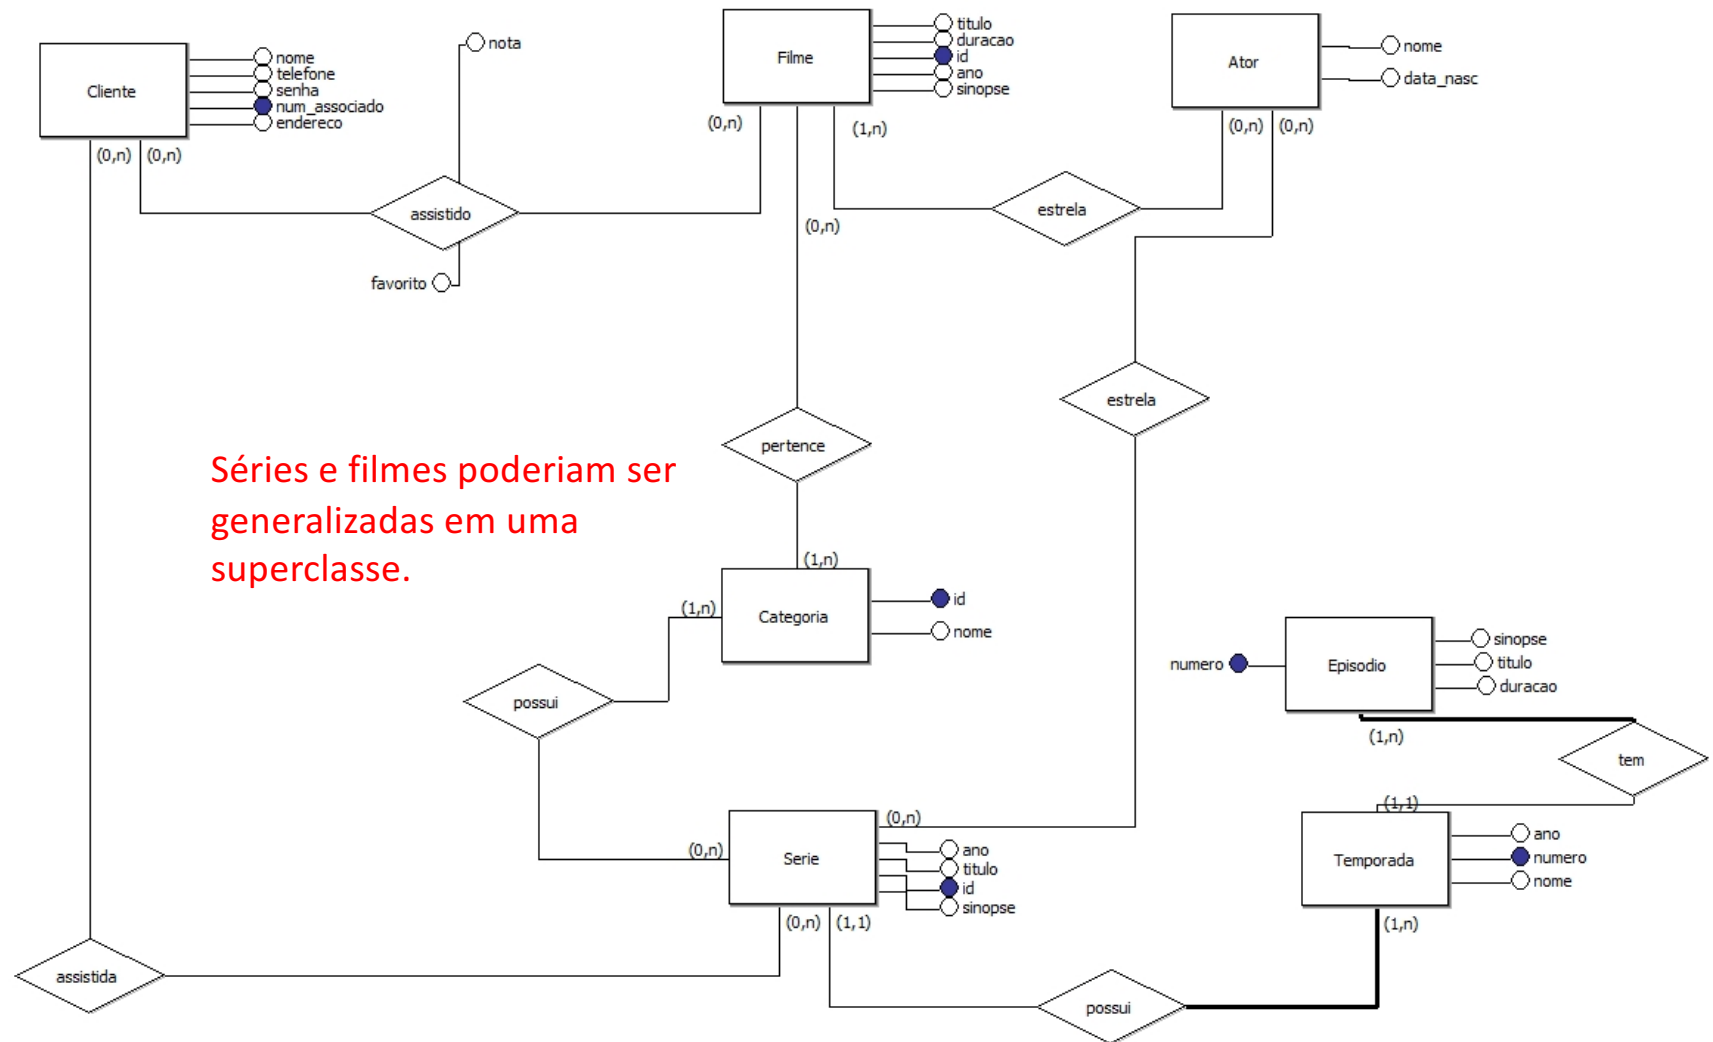 Cliente
nome
telefone
senha
num_associado
endereco
(0,n)
(0,n)
nota
assistido
favorito
Filme
titulo
duracao
id
ano
sinopse
(0,n)
(1,n)
(0,n)
Ator
nome
data_nasc
(0,n)
(0,n)
estrela
estrela
pertence
Séries e filmes poderiam ser
generalizadas em uma
superclasse.
(1,n)
(1,n)
Categoria
id
nome
possui
numero
Episodio
sinopse
titulo
duracao
(1,n)
tem
(1,1)
(0,n)
Serie
(0,n)
ano
titulo
id
sinopse
(0,n)
(1,1)
Temporada
ano
numero
nome
(1,n)
assistida
possui